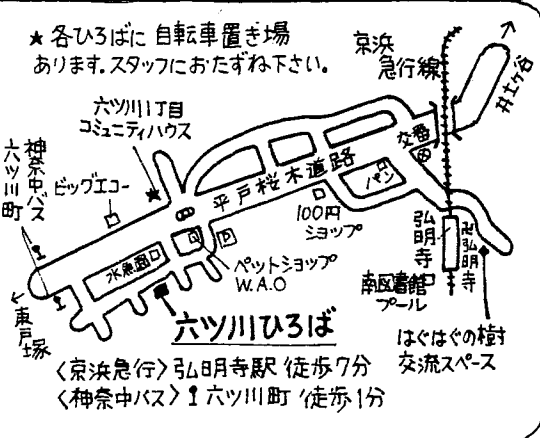 ★各ひろばに 自転車置き場
あります。スタッフにおたずね下さい。
京浜
急行線
井土ヶ谷
六ツ川1丁目
コミュニティハウス
神奈中バス
六ツ川町
ビッグエコー
平戸桜木道路
交番
パン
100円
ショップ
P
ペットショップ
W.A.O
弘明寺
卍弘明寺
南図書館
プール
東戸塚
六ツ川ひろば
はぐはぐの樹
交流スペース
〈京浜急行〉弘明寺駅 徒歩7分
〈神奈中バス〉六ツ川町 徒歩1分